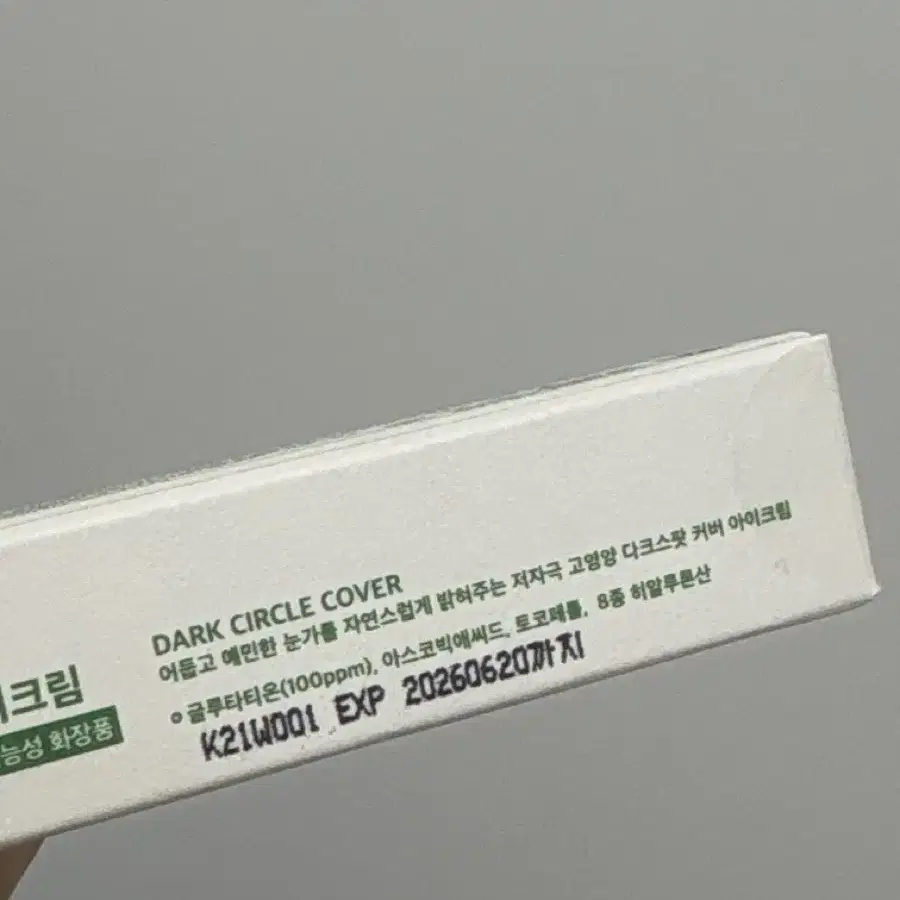 크림
능성 화장품
DARK CIRCLE COVER
어둡고 예민한 눈가를 자연스럽게 밝혀주는 저자극 고영양 다크스팟 커버 아이크림
글루타티온(100ppm), 아스코빅애씨드, 토코페롤, 8종 히알루론산
K21W001 EXP 20260620까지